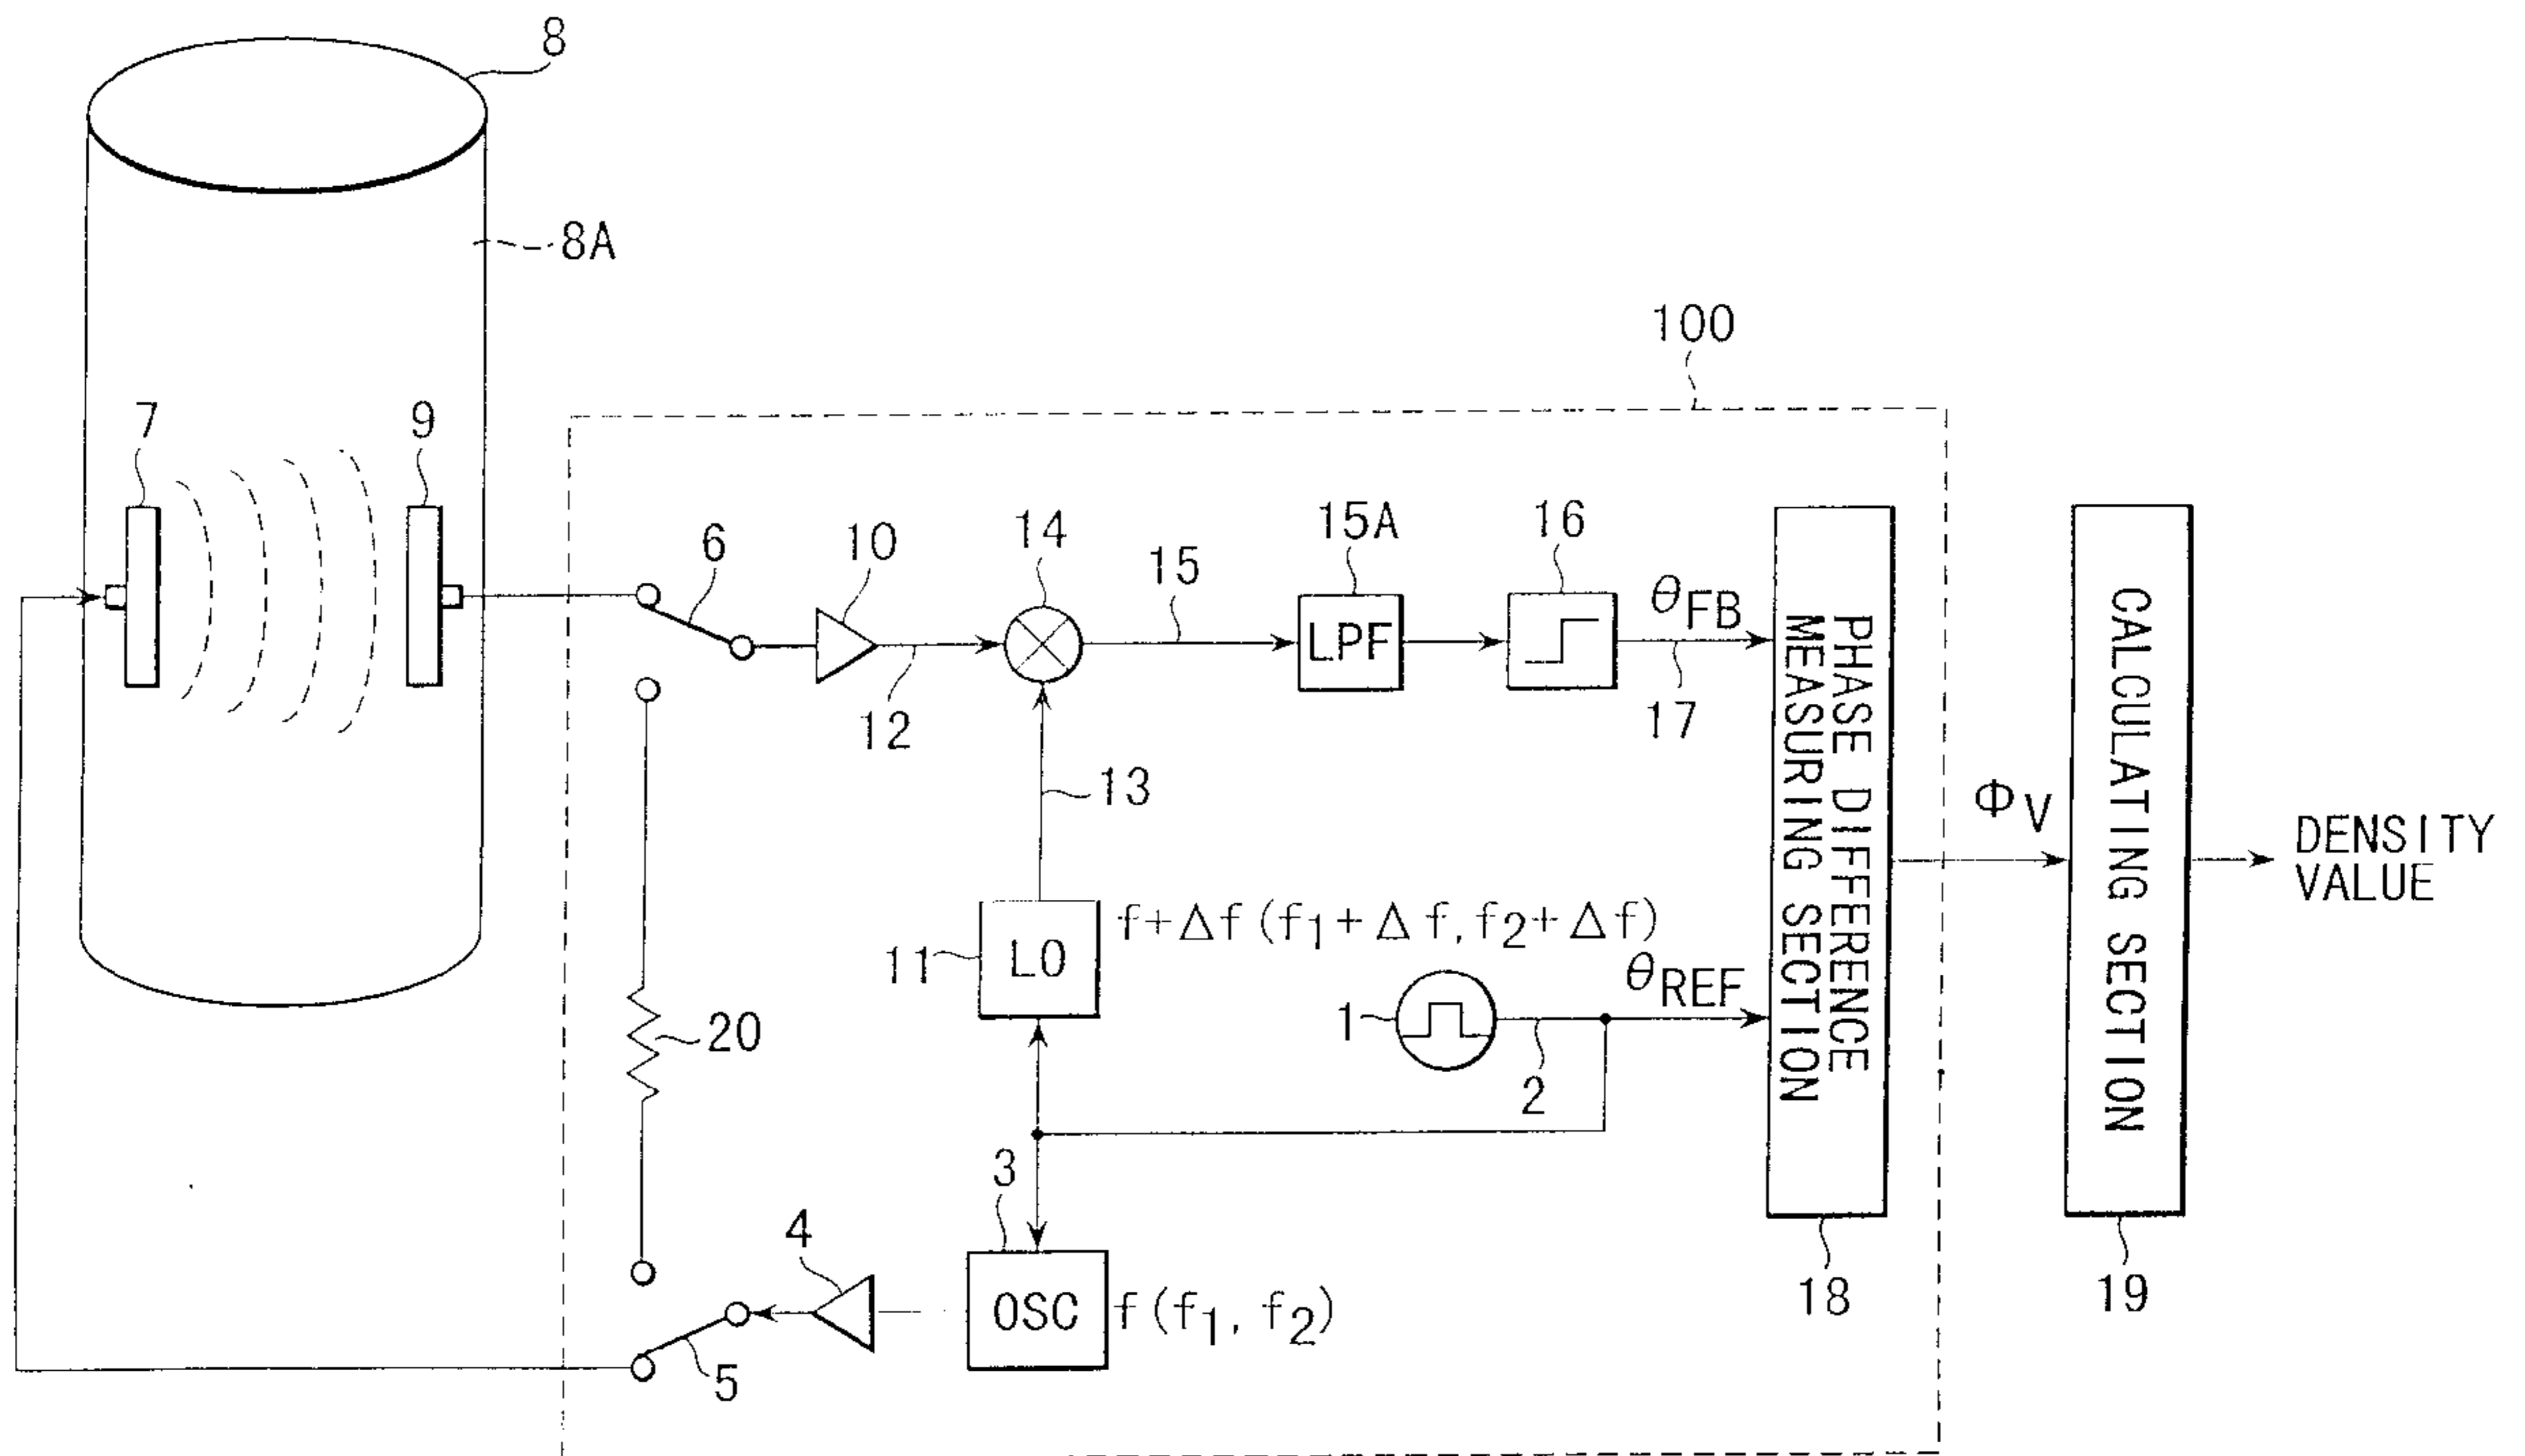 8
8A
100
7
9
6
10
14
15
15A
16
θFB
12
17
13
PHASE DIFFERENCE
MEASURING SECTION
CALCULATING SECTION
ΦV
DENSITY
VALUE
11
LO
f+Δf (f1+Δf, f2+Δf)
LPF
θREF
1
2
20
3
4
OSC
f (f1, f2)
5
18
19